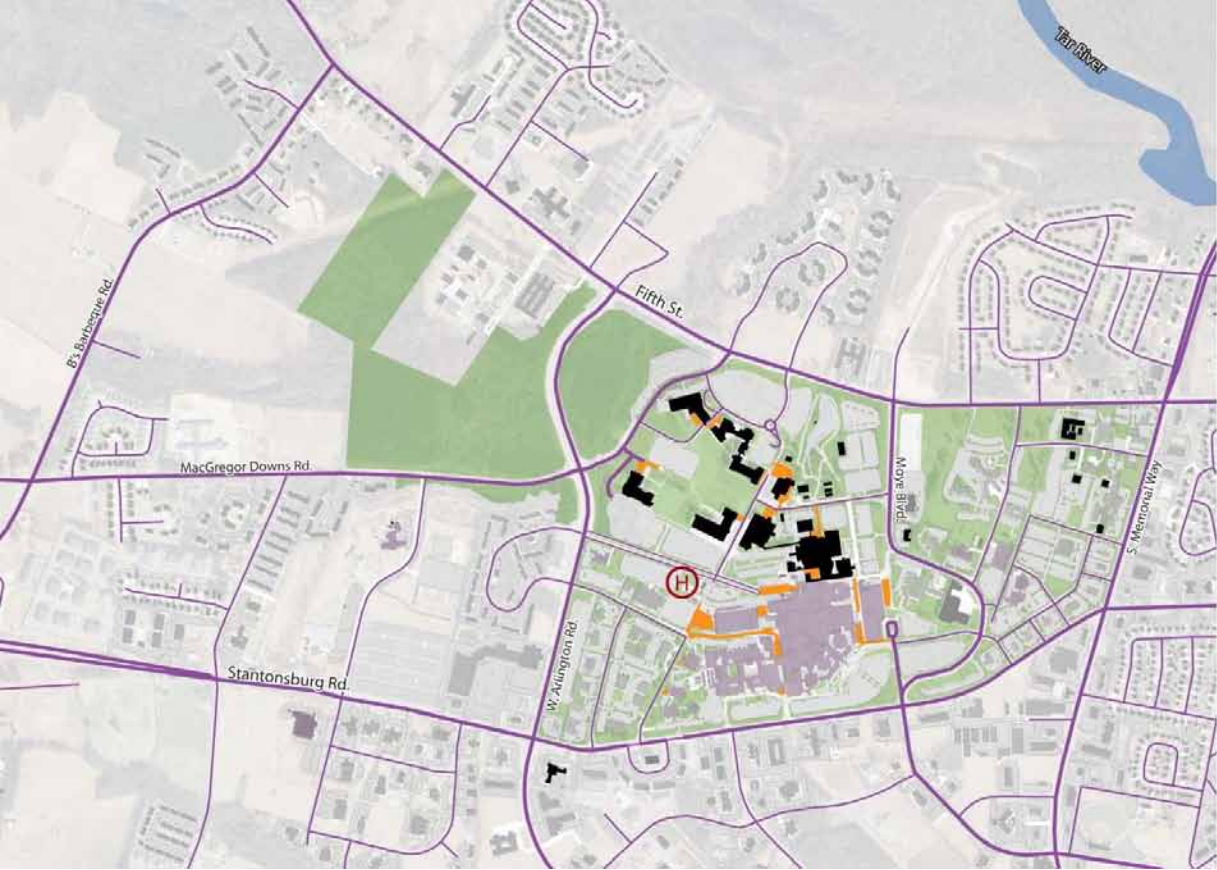 Tar River
Fifth St.
B's Barbeque Rd.
MacGregor Downs Rd.
Moye Blvd.
S. Memorial Way
H
W. Arlington Rd.
Stantonsburg Rd.